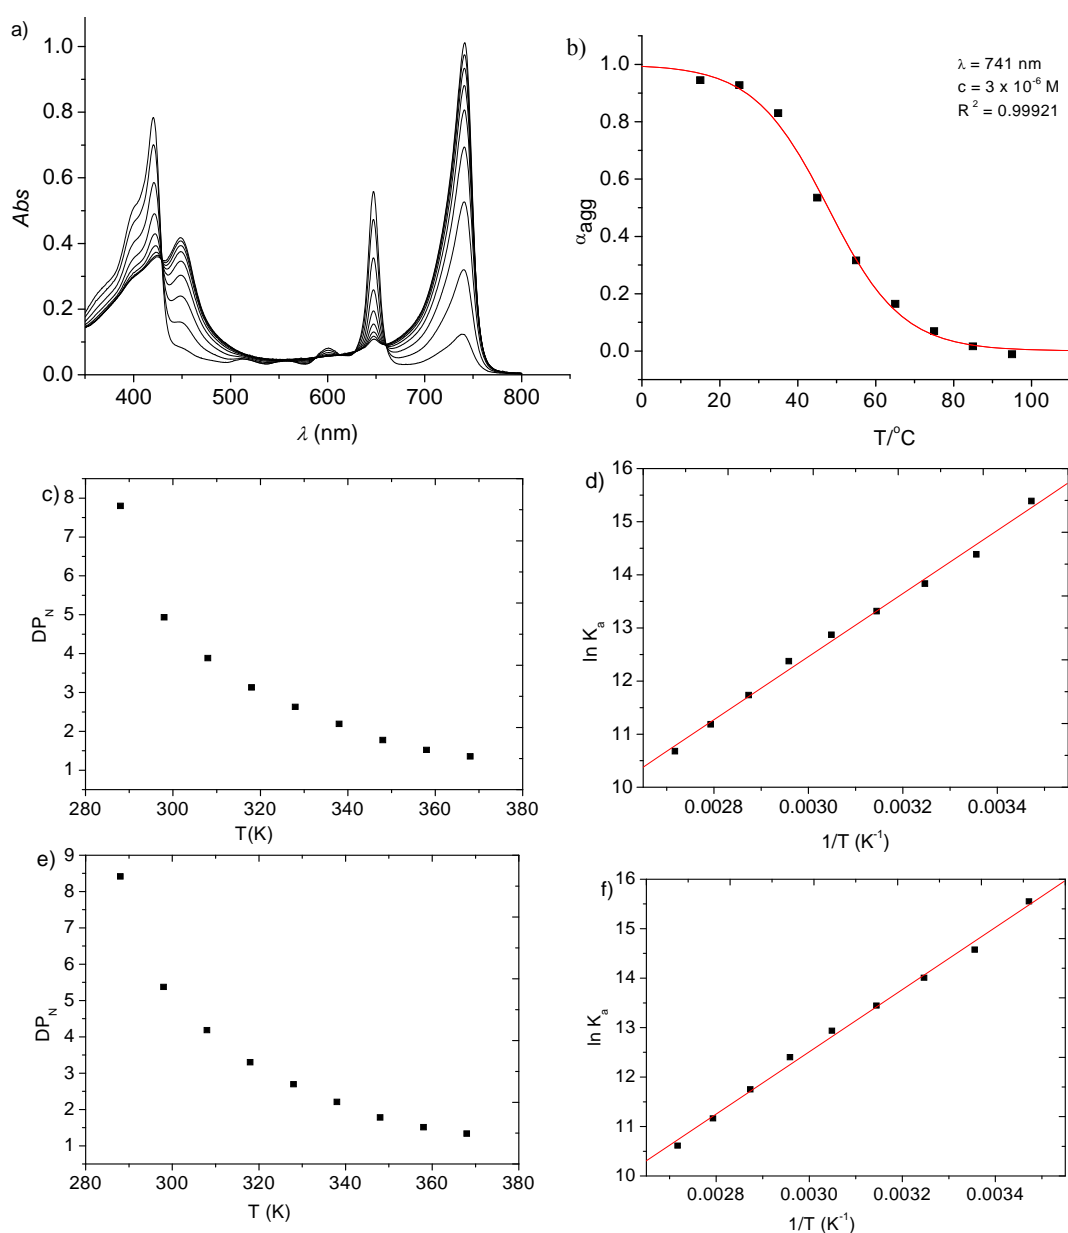 a)
1.0
0.8
0.6
0.4
0.2
0.0
Abs
400 500 600 700 800
λ (nm)
b)
1.0
0.8
0.6
0.4
0.2
0.0
α_agg
λ = 741 nm
c = 3 x 10⁻⁶ M
R² = 0.99921
0 20 40 60 80 100
T/°C
c)
8
7
6
5
4
3
2
1
DP_N
280 300 320 340 360 380
T(K)
d)
16
15
14
13
12
11
10
ln K_a
0.0028 0.0030 0.0032 0.0034
1/T (K⁻¹)
e)
9
8
7
6
5
4
3
2
1
DP_N
280 300 320 340 360 380
T (K)
f)
16
15
14
13
12
11
10
ln K_a
0.0028 0.0030 0.0032 0.0034
1/T (K⁻¹)